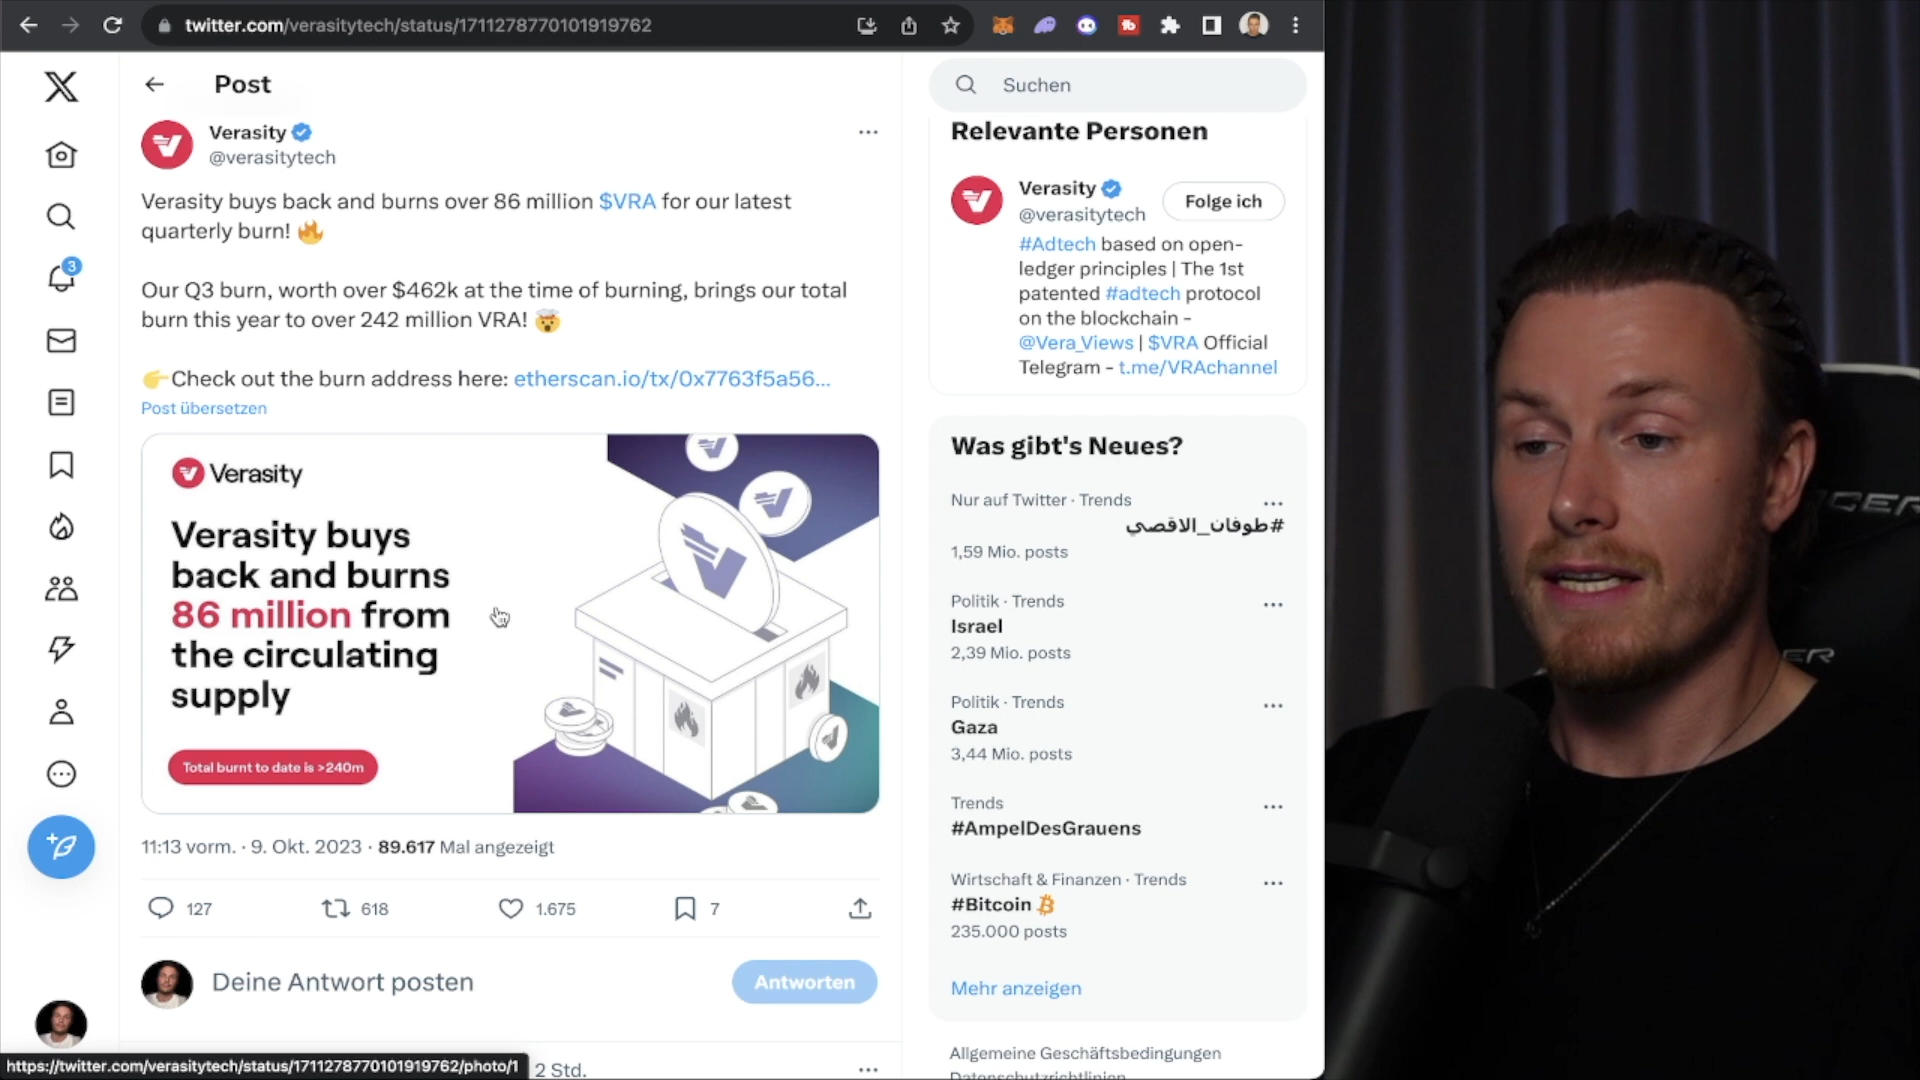 twitter.com/verasitytech/status/1711278770101919762
Post
Verasity
@verasitytech
Verasity buys back and burns over 86 million $VRA for our latest
quarterly burn! 🔥
Our Q3 burn, worth over $462k at the time of burning, brings our total
burn this year to over 242 million VRA! 🤯
👉Check out the burn address here: etherscan.io/tx/0x7763f5a56...
Post übersetzen
Verasity
Verasity buys
back and burns
86 million from
the circulating
supply
Total burnt to date is >240m
11:13 vorm. · 9. Okt. 2023 · 89.617 Mal angezeigt
127
618
1.675
7
Deine Antwort posten
Antworten
2 Std.
https://twitter.com/verasitytech/status/1711278770101919762/photo/1
3
Suchen
Relevante Personen
Verasity
@verasitytech
Folge ich
#Adtech based on open-
ledger principles | The 1st
patented #adtech protocol
on the blockchain -
@Vera_Views | $VRA Official
Telegram - t.me/VRAchannel
Was gibt's Neues?
Nur auf Twitter · Trends
#طوفان_الاقصي
1,59 Mio. posts
Politik · Trends
Israel
2,39 Mio. posts
Politik · Trends
Gaza
3,44 Mio. posts
Trends
#AmpelDesGrauens
Wirtschaft & Finanzen · Trends
#Bitcoin
235.000 posts
Mehr anzeigen
Allgemeine Geschäftsbedingungen
Datenschutzrichtlinien